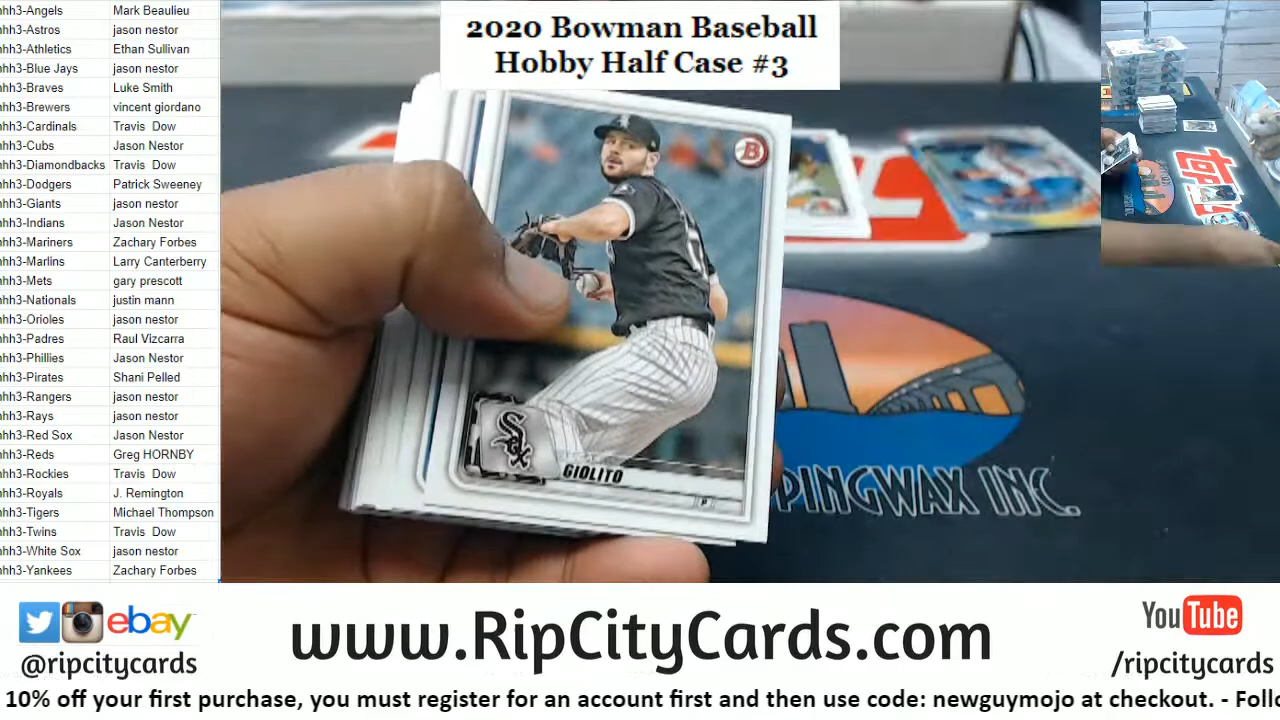 2020 Bowman Baseball
Hobby Half Case #3
hh3-Angels Mark Beaulieu
hh3-Astros jason nestor
hh3-Athletics Ethan Sullivan
hh3-Blue Jays jason nestor
hh3-Braves Luke Smith
hh3-Brewers vincent giordano
hh3-Cardinals Travis Dow
hh3-Cubs Jason Nestor
hh3-Diamondbacks Travis Dow
hh3-Dodgers Patrick Sweeney
hh3-Giants jason nestor
hh3-Indians Jason Nestor
hh3-Mariners Zachary Forbes
hh3-Marlins Larry Canterberry
hh3-Mets gary prescott
hh3-Nationals justin mann
hh3-Orioles jason nestor
hh3-Padres Raul Vizcarra
hh3-Phillies Jason Nestor
hh3-Pirates Shani Pelled
hh3-Rangers jason nestor
hh3-Rays jason nestor
hh3-Red Sox Jason Nestor
hh3-Reds Greg HORNBY
hh3-Rockies Travis Dow
hh3-Royals J. Remington
hh3-Tigers Michael Thompson
hh3-Twins Travis Dow
hh3-White Sox jason nestor
hh3-Yankees Zachary Forbes
B
SOX
GIOLITO
P
PINGWAX INC.
TOPPS
ebay
@ripcitycards
www.RipCityCards.com
YouTube
/ripcitycards
10% off your first purchase, you must register for an account first and then use code: newguymojo at checkout. - Follo